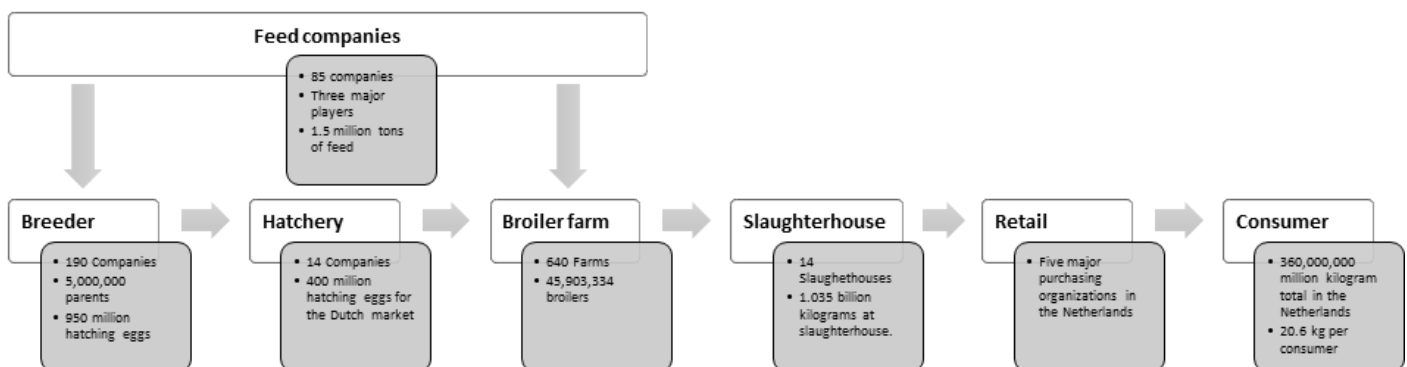 Feed companies
• 85 companies
• Three major
players
• 1.5 million tons
of feed
Breeder
• 190 Companies
• 5,000,000
parents
• 950 million
hatching eggs
Hatchery
• 14 Companies
• 400 million
hatching eggs for
the Dutch market
Broiler farm
• 640 Farms
• 45,903,334
broilers
Slaughterhouse
• 14
Slaughethouses
• 1.035 billion
kilograms at
slaughterhouse.
Retail
• Five major
purchasing
organizations in
the Netherlands
Consumer
• 360,000,000
million kilogram
total in the
Netherlands
• 20.6 kg per
consumer